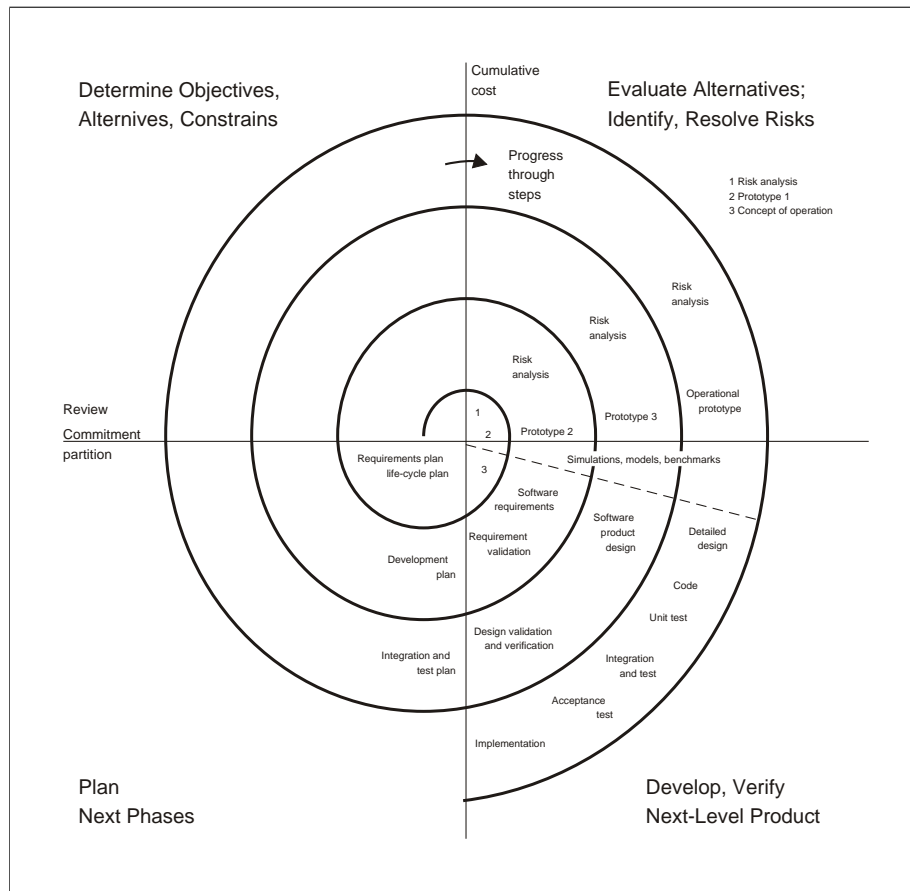 Determine Objectives,
Alternives, Constrains
Cumulative
cost
Evaluate Alternatives;
Identify, Resolve Risks
Progress
through
steps
1 Risk analysis
2 Prototype 1
3 Concept of operation
Risk
analysis
Risk
analysis
Risk
analysis
Operational
prototype
Prototype 3
Prototype 2
1
2
3
Review
Commitment
partition
Requirements plan
life-cycle plan
Simulations, models, benchmarks
Software
requirements
Requirement
validation
Software
product
design
Detailed
design
Development
plan
Code
Unit test
Design validation
and verification
Integration and
test plan
Integration
and test
Acceptance
test
Implementation
Plan
Next Phases
Develop, Verify
Next-Level Product